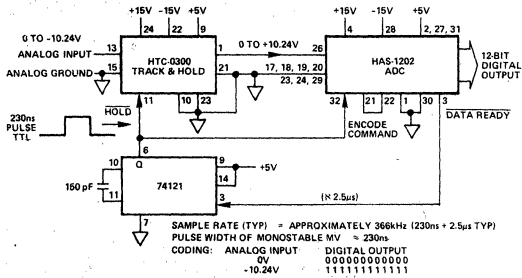 +15V -15V +5V
24 22 9
0 TO -10.24V
ANALOG INPUT 13
ANALOG GROUND 15
HTC-0300
TRACK & HOLD
1
21
11
10 23
0 TO +10.24V
17, 18, 19, 20
23, 24, 29
+15V -15V +5V
4 28 2, 27, 31
26
HAS-1202
ADC
12-BIT
DIGITAL
OUTPUT
32 21 22 1 30 3
ENCODE
COMMAND
DATA READY
230ns
PULSE
TTL
HOLD
6
Q
10
150 pF
11
74121
9
14
+5V
3
7
(≈ 2.5µs)
SAMPLE RATE (TYP) = APPROXIMATELY 366kHz (230ns + 2.5µs TYP)
PULSE WIDTH OF MONOSTABLE MV ≈ 230ns
CODING: ANALOG INPUT DIGITAL OUTPUT
0V 000000000000
-10.24V 111111111111